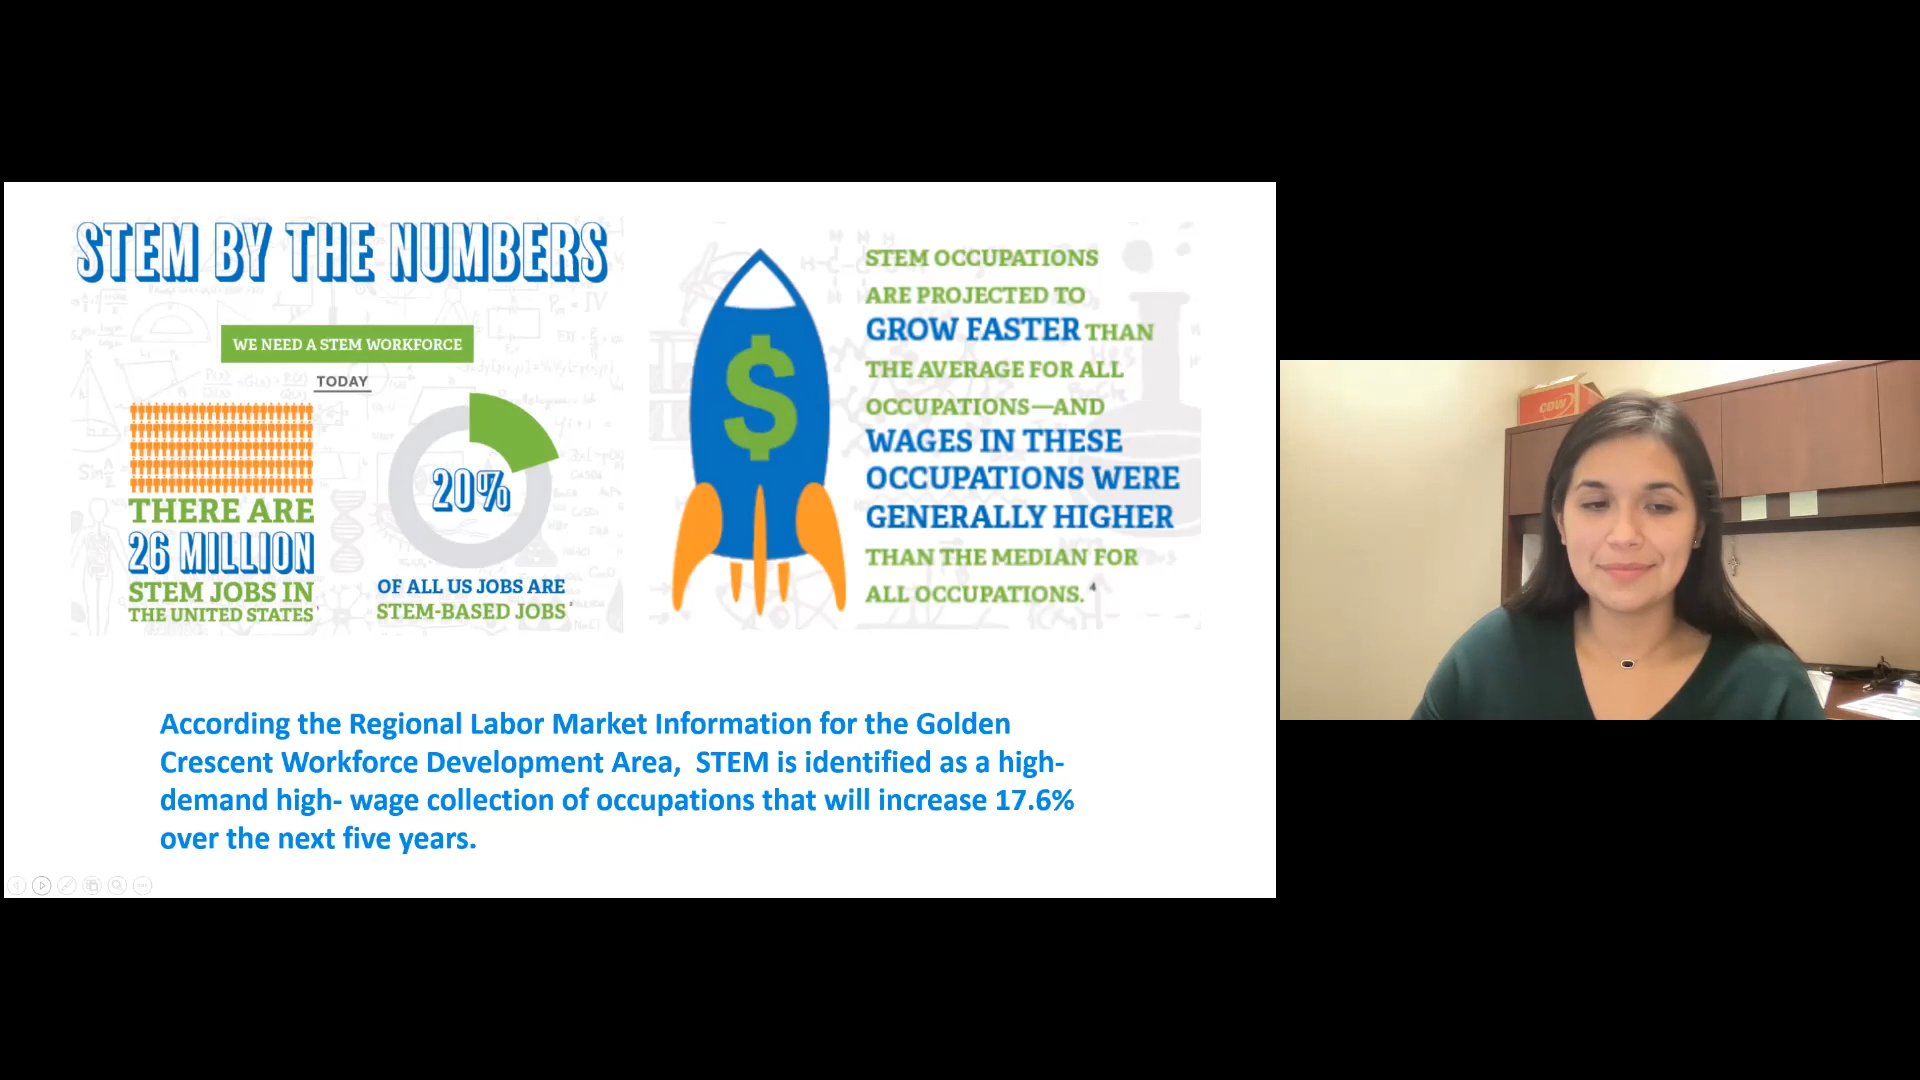 STEM BY THE NUMBERS
WE NEED A STEM WORKFORCE
TODAY
THERE ARE
26 MILLION
STEM JOBS IN
THE UNITED STATES
20%
OF ALL US JOBS ARE
STEM-BASED JOBS
$
STEM OCCUPATIONS
ARE PROJECTED TO
GROW FASTER THAN
THE AVERAGE FOR ALL
OCCUPATIONS—AND
WAGES IN THESE
OCCUPATIONS WERE
GENERALLY HIGHER
THAN THE MEDIAN FOR
ALL OCCUPATIONS. 4
According the Regional Labor Market Information for the Golden
Crescent Workforce Development Area,  STEM is identified as a high-
demand high- wage collection of occupations that will increase 17.6%
over the next five years.
CDW